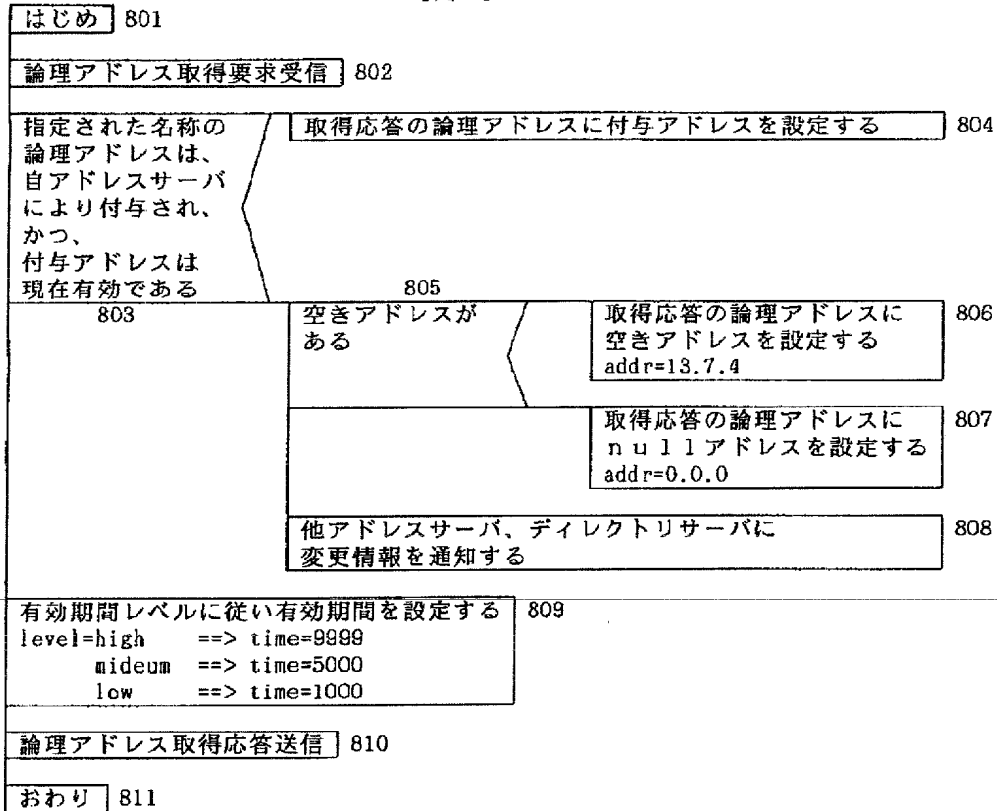 はじめ 801
論理アドレス取得要求受信 802
指定された名称の
論理アドレスは、
自アドレスサーバ
により付与され、
かつ、
付与アドレスは
現在有効である
803
取得応答の論理アドレスに付与アドレスを設定する 804
805
空きアドレスが
ある
取得応答の論理アドレスに 806
空きアドレスを設定する
addr=13.7.4
取得応答の論理アドレスに 807
nullアドレスを設定する
addr=0.0.0
他アドレスサーバ、ディレクトリサーバに 808
変更情報を通知する
有効期間レベルに従い有効期間を設定する 809
level=high ==> time=9999
mideum ==> time=5000
low ==> time=1000
論理アドレス取得応答送信 810
おわり 811